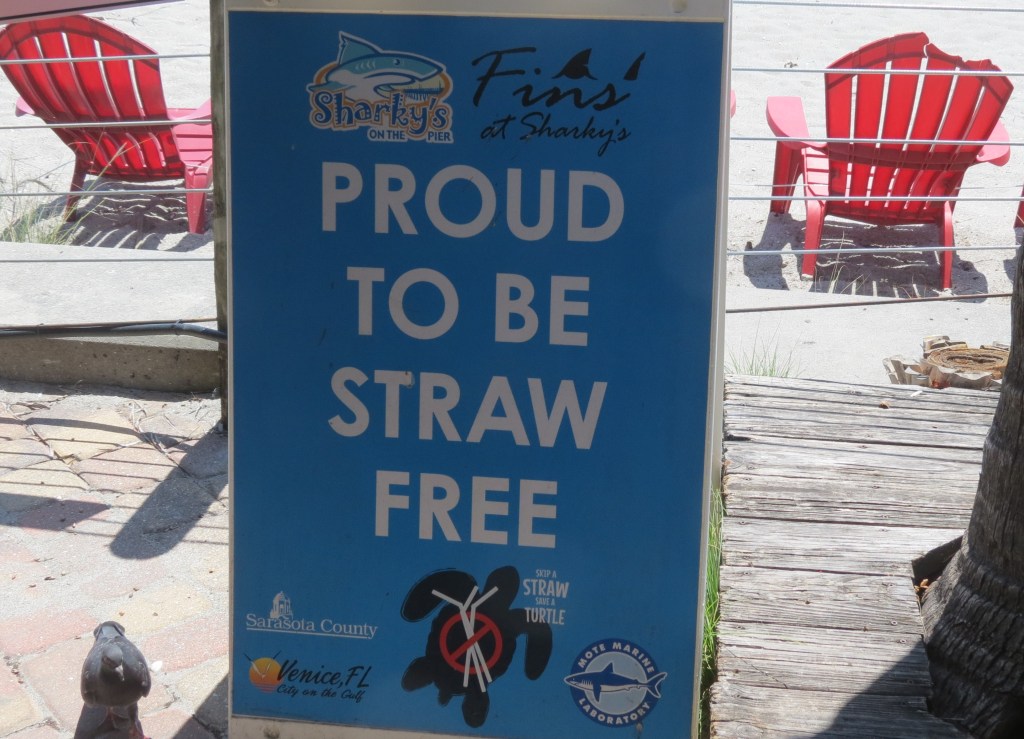 Sharky's
ON THE PIER
Fins
at Sharky's
PROUD
TO BE
STRAW
FREE
SKIP A
STRAW
SAVE A
TURTLE
Sarasota County
Venice, FL
City on the Gulf
MOTE MARINE
LABORATORY